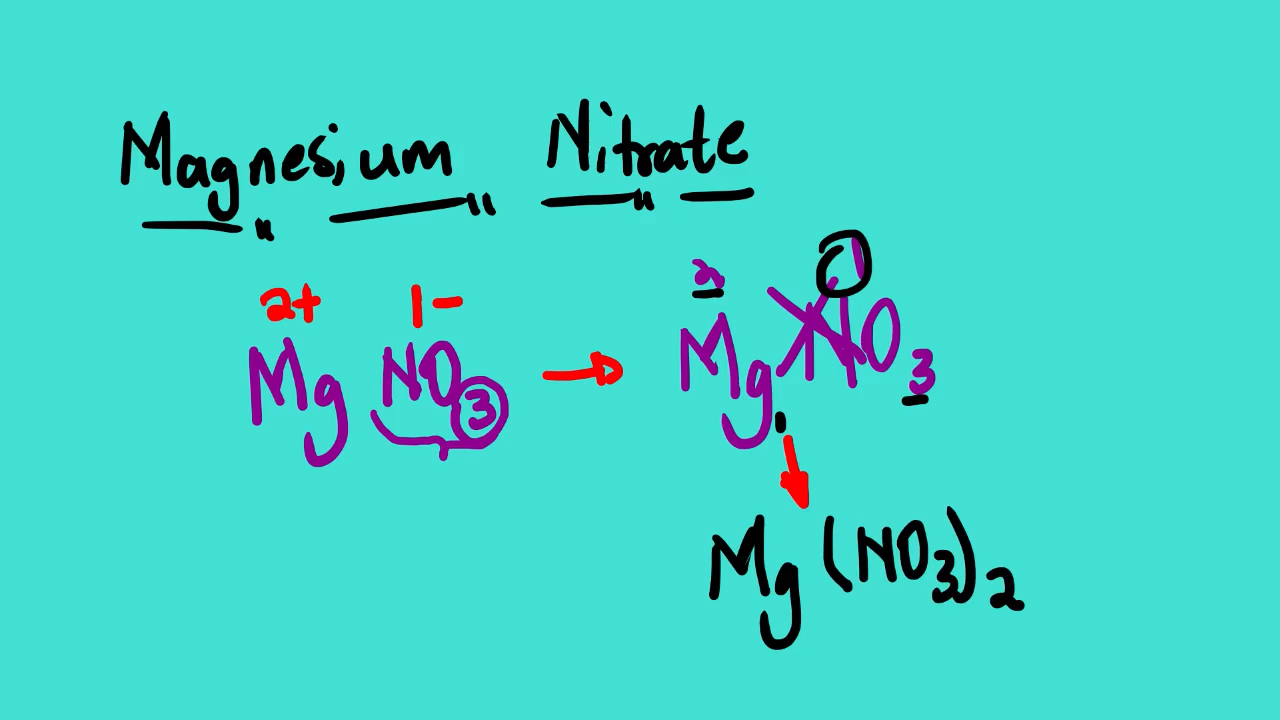 Magnesium Nitrate
2+ 1-
Mg NO3 → 2 1
Mg NO3
Mg(NO3)2